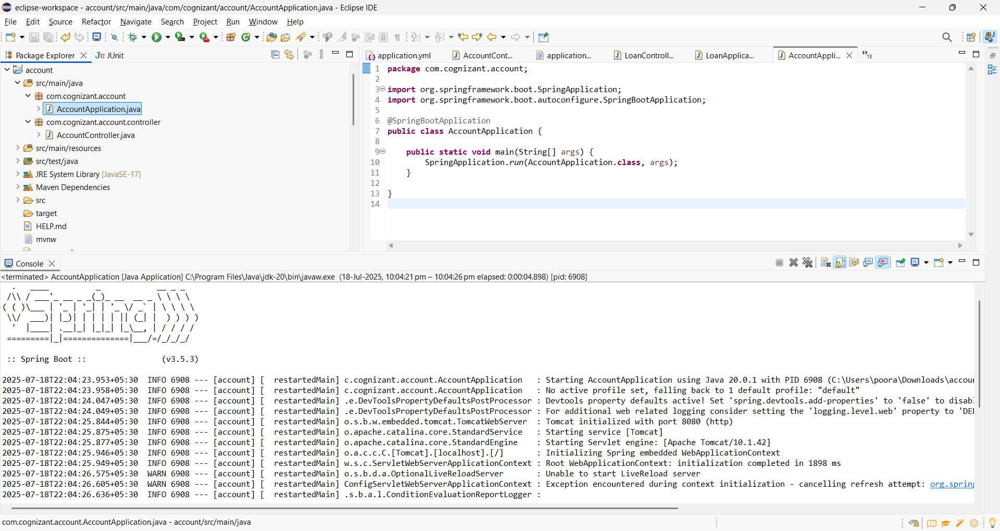 eclipse-workspace - account/src/main/java/com/cognizant/account/AccountApplication.java - Eclipse IDE
File Edit Source Refactor Navigate Search Project Run Window Help
Package Explorer
JUnit
account
src/main/java
com.cognizant.account
AccountApplication.java
com.cognizant.account.controller
AccountController.java
src/main/resources
src/test/java
JRE System Library [JavaSE-17]
Maven Dependencies
src
target
HELP.md
mvnw
application.yml
AccountCont...
application...
LoanControll...
LoanApplica...
AccountAppli...
»13
1 package com.cognizant.account;
2
3 import org.springframework.boot.SpringApplication;
4 import org.springframework.boot.autoconfigure.SpringBootApplication;
5
6 @SpringBootApplication
7 public class AccountApplication {
8
9 public static void main(String[] args) {
10 SpringApplication.run(AccountApplication.class, args);
11 }
12
13 }
14
Console
<terminated> AccountApplication [Java Application] C:\Program Files\Java\jdk-20\bin\javaw.exe (18-Jul-2025, 10:04:21 pm – 10:04:26 pm elapsed: 0:00:04.898) [pid: 6908]
Spring
:: Spring Boot :: (v3.5.3)
2025-07-18T22:04:23.953+05:30 INFO 6908 --- [account] [ restartedMain] c.cognizant.account.AccountApplication : Starting AccountApplication using Java 20.0.1 with PID 6908 (C:\Users\poora\Downloads\accou
2025-07-18T22:04:23.958+05:30 INFO 6908 --- [account] [ restartedMain] c.cognizant.account.AccountApplication : No active profile set, falling back to 1 default profile: "default"
2025-07-18T22:04:24.047+05:30 INFO 6908 --- [account] [ restartedMain] .e.DevToolsPropertyDefaultsPostProcessor : Devtools property defaults active! Set 'spring.devtools.add-properties' to 'false' to disab
2025-07-18T22:04:24.049+05:30 INFO 6908 --- [account] [ restartedMain] .e.DevToolsPropertyDefaultsPostProcessor : For additional web related logging consider setting the 'logging.level.web' property to 'DE
2025-07-18T22:04:25.844+05:30 INFO 6908 --- [account] [ restartedMain] o.s.b.w.embedded.tomcat.TomcatWebServer : Tomcat initialized with port 8080 (http)
2025-07-18T22:04:25.875+05:30 INFO 6908 --- [account] [ restartedMain] o.apache.catalina.core.StandardService : Starting service [Tomcat]
2025-07-18T22:04:25.877+05:30 INFO 6908 --- [account] [ restartedMain] o.apache.catalina.core.StandardEngine : Starting Servlet engine: [Apache Tomcat/10.1.42]
2025-07-18T22:04:25.946+05:30 INFO 6908 --- [account] [ restartedMain] o.a.c.c.C.[Tomcat].[localhost].[/] : Initializing Spring embedded WebApplicationContext
2025-07-18T22:04:25.949+05:30 INFO 6908 --- [account] [ restartedMain] w.s.c.ServletWebServerApplicationContext : Root WebApplicationContext: initialization completed in 1898 ms
2025-07-18T22:04:26.575+05:30 WARN 6908 --- [account] [ restartedMain] o.s.b.d.a.OptionalLiveReloadServer : Unable to start LiveReload server
2025-07-18T22:04:26.605+05:30 WARN 6908 --- [account] [ restartedMain] ConfigServletWebServerApplicationContext : Exception encountered during context initialization - cancelling refresh attempt: org.spring
2025-07-18T22:04:26.636+05:30 INFO 6908 --- [account] [ restartedMain] .s.b.a.l.ConditionEvaluationReportLogger :
com.cognizant.account.AccountApplication.java - account/src/main/java